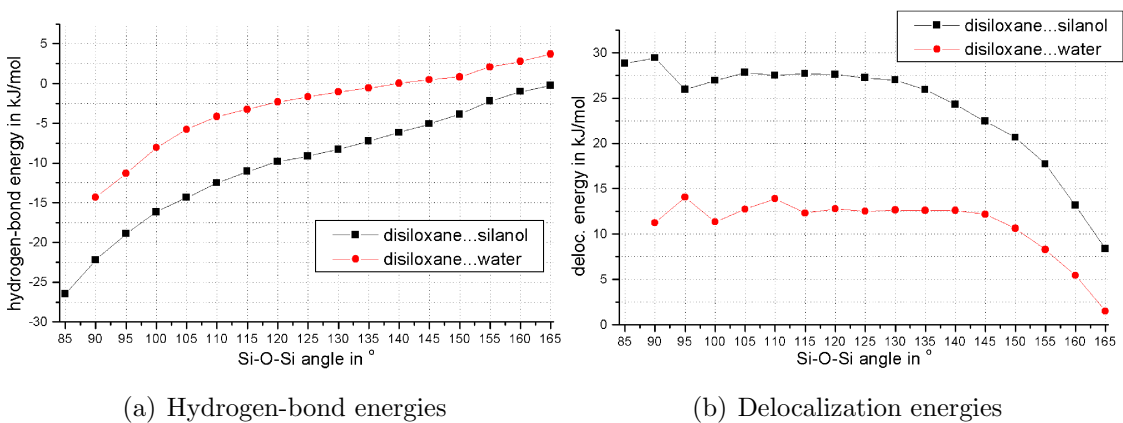 hydrogen-bond energy in kJ/mol
5
0
-5
-10
-15
-20
-25
-30
disiloxane...silanol
disiloxane...water
85 90 95 100 105 110 115 120 125 130 135 140 145 150 155 160 165
Si-O-Si angle in °
(a) Hydrogen-bond energies
disiloxane...silanol
disiloxane...water
deloc. energy in kJ/mol
30
25
20
15
10
5
0
85 90 95 100 105 110 115 120 125 130 135 140 145 150 155 160 165
Si-O-Si angle in °
(b) Delocalization energies